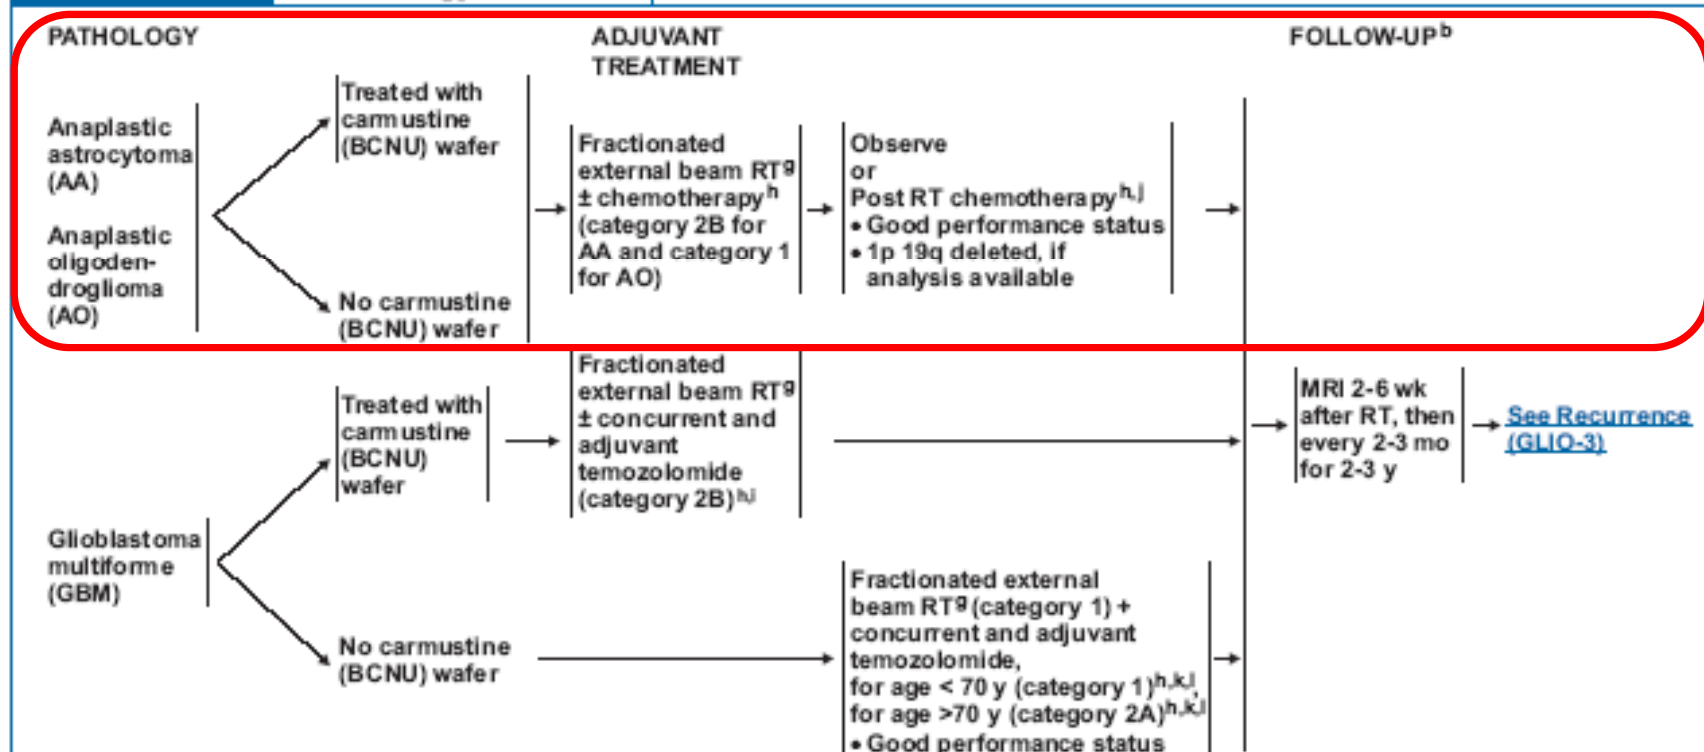 PATHOLOGY
ADJUVANT
TREATMENT
FOLLOW-UPᵇ
Anaplastic
astrocytoma
(AA)
Anaplastic
oligoden-
droglioma
(AO)
Treated with
carmustine
(BCNU) wafer
No carmustine
(BCNU) wafer
Fractionated
external beam RTᵍ
± chemotherapyʰ
(category 2B for
AA and category 1
for AO)
Observe
or
Post RT chemotherapyʰ,ʲ
• Good performance status
• 1p 19q deleted, if
analysis available
Glioblastoma
multiforme
(GBM)
Treated with
carmustine
(BCNU)
wafer
Fractionated
external beam RTᵍ
± concurrent and
adjuvant
temozolomide
(category 2B)ʰ,ⁱ
No carmustine
(BCNU) wafer
Fractionated external
beam RTᵍ (category 1) +
concurrent and adjuvant
temozolomide,
for age < 70 y (category 1)ʰ,ᵏ,ˡ,
for age >70 y (category 2A)ʰ,ᵏ,ˡ
• Good performance status
MRI 2-6 wk
after RT, then
every 2-3 mo
for 2-3 y
See Recurrence
(GLIO-3)